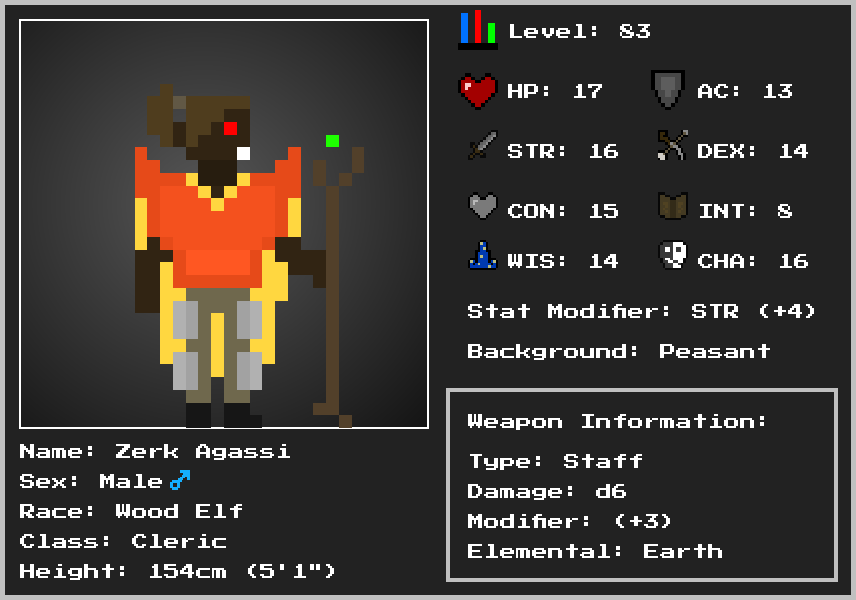 Level: 83
HP: 17 AC: 13
STR: 16 DEX: 14
CON: 15 INT: 8
WIS: 14 CHA: 16
Stat Modifier: STR (+4)
Background: Peasant
Weapon Information:
Type: Staff
Damage: d6
Modifier: (+3)
Elemental: Earth
Name: Zerk Agassi
Sex: Male ♂
Race: Wood Elf
Class: Cleric
Height: 154cm (5'1")